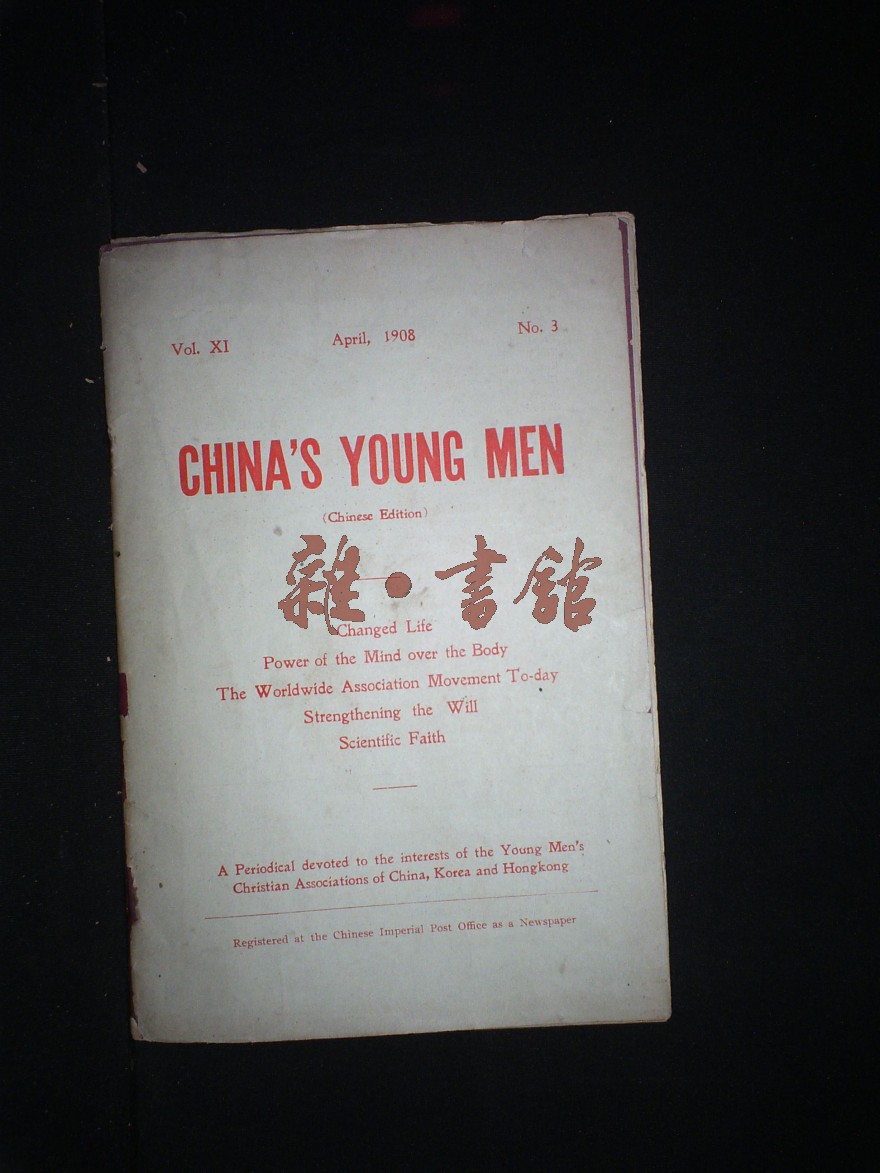 Vol. XI April, 1908 No. 3
CHINA'S YOUNG MEN
(Chinese Edition)
雜·書館
Changed Life
Power of the Mind over the Body
The Worldwide Association Movement To-day
Strengthening the Will
Scientific Faith
A Periodical devoted to the interests of the Young Men's
Christian Associations of China, Korea and Hongkong
Registered at the Chinese Imperial Post Office as a Newspaper